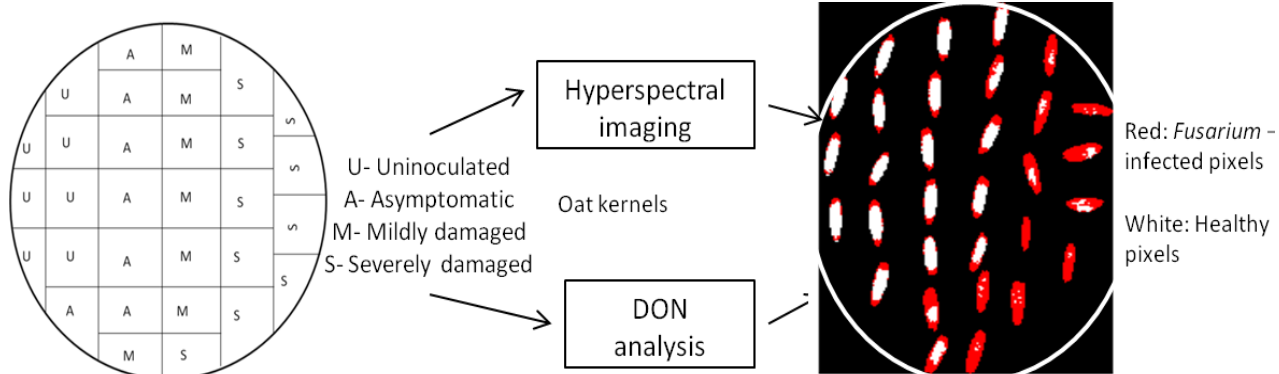 A M
U A M S
S
U U A M S
S
U U A M S
S
U U A M S
S
A A M S
M S
U- Uninoculated
A- Asymptomatic
M- Mildly damaged
S- Severely damaged
Hyperspectral
imaging
Oat kernels
DON
analysis
Red: Fusarium –
infected pixels
White: Healthy
pixels